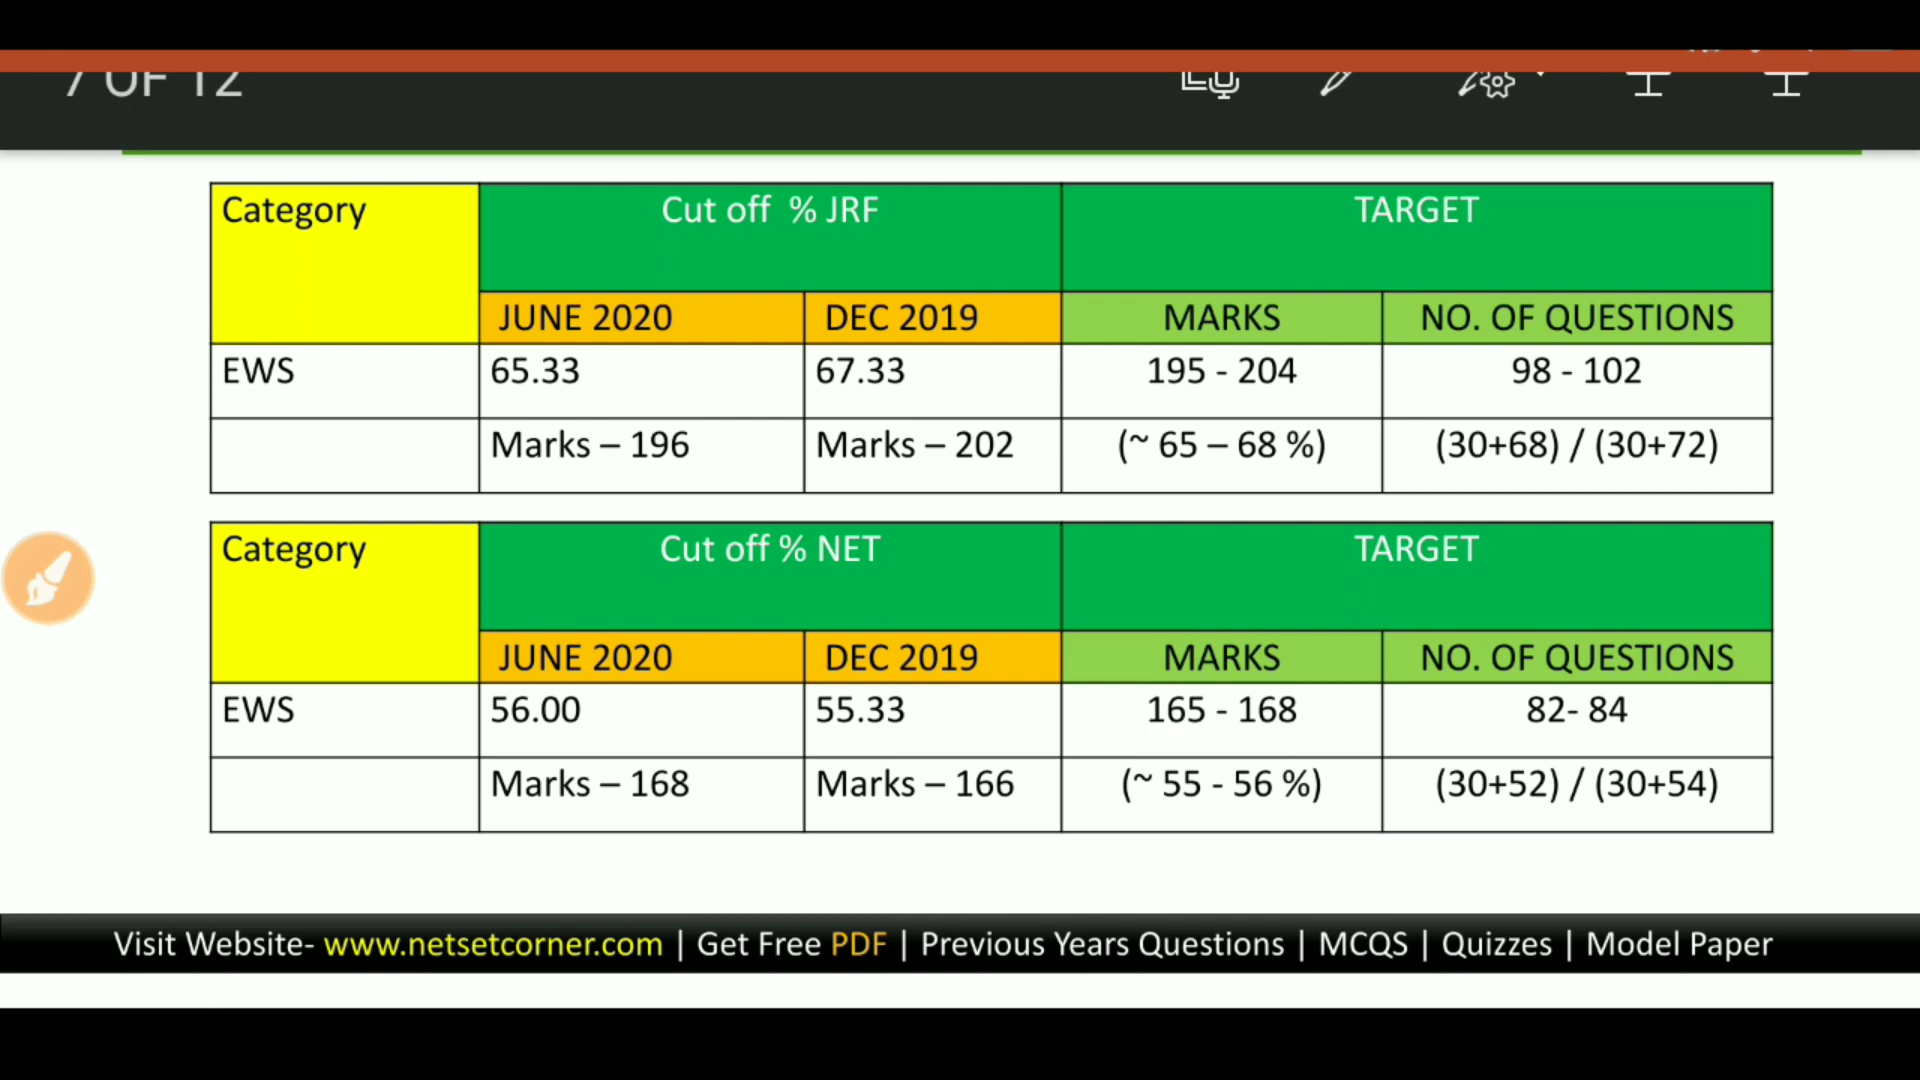 7 OF 12
Category Cut off % JRF TARGET
JUNE 2020 DEC 2019 MARKS NO. OF QUESTIONS
EWS 65.33 67.33 195 - 204 98 - 102
Marks – 196 Marks – 202 (~ 65 – 68 %) (30+68) / (30+72)
Category Cut off % NET TARGET
JUNE 2020 DEC 2019 MARKS NO. OF QUESTIONS
EWS 56.00 55.33 165 - 168 82- 84
Marks – 168 Marks – 166 (~ 55 - 56 %) (30+52) / (30+54)
Visit Website- www.netsetcorner.com | Get Free PDF | Previous Years Questions | MCQS | Quizzes | Model Paper